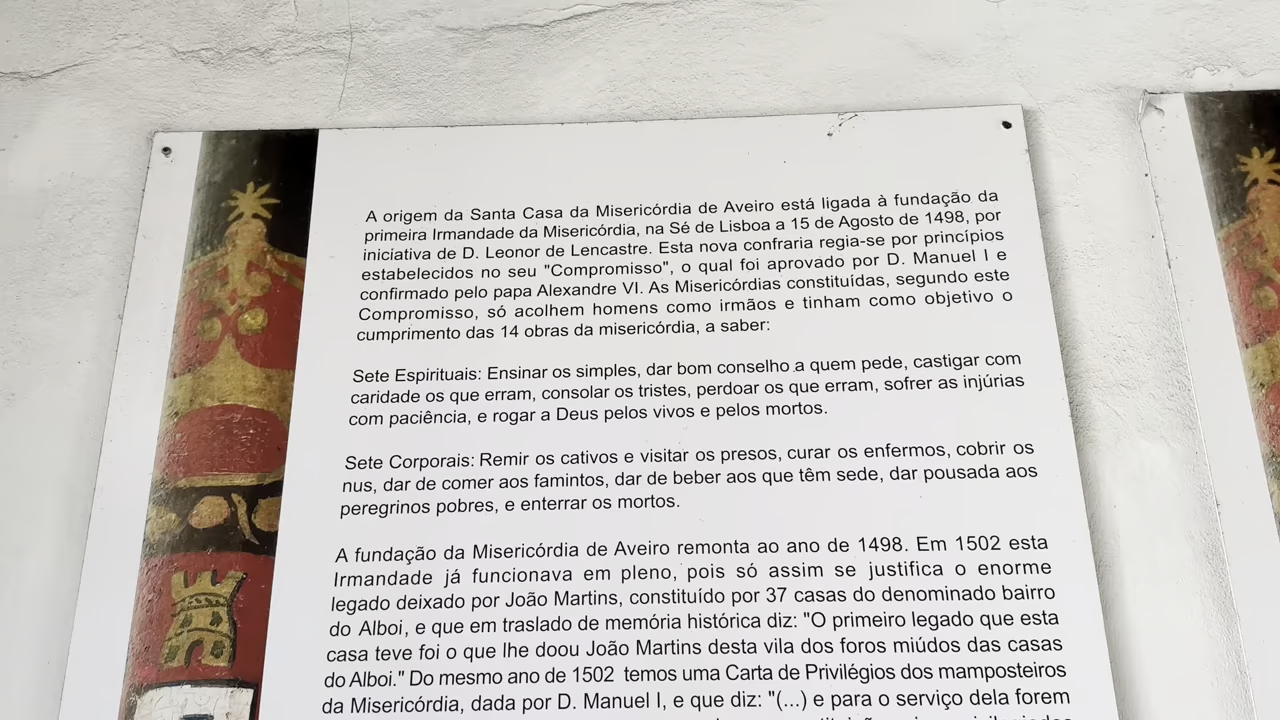 A origem da Santa Casa da Misericórdia de Aveiro está ligada à fundação da
primeira Irmandade da Misericórdia, na Sé de Lisboa a 15 de Agosto de 1498, por
iniciativa de D. Leonor de Lencastre. Esta nova confraria regia-se por princípios
estabelecidos no seu "Compromisso", o qual foi aprovado por D. Manuel I e
confirmado pelo papa Alexandre VI. As Misericórdias constituídas, segundo este
Compromisso, só acolhem homens como irmãos e tinham como objetivo o
cumprimento das 14 obras da misericórdia, a saber:
Sete Espirituais: Ensinar os simples, dar bom conselho a quem pede, castigar com
caridade os que erram, consolar os tristes, perdoar os que erram, sofrer as injúrias
com paciência, e rogar a Deus pelos vivos e pelos mortos.
Sete Corporais: Remir os cativos e visitar os presos, curar os enfermos, cobrir os
nus, dar de comer aos famintos, dar de beber aos que têm sede, dar pousada aos
peregrinos pobres, e enterrar os mortos.
A fundação da Misericórdia de Aveiro remonta ao ano de 1498. Em 1502 esta
Irmandade já funcionava em pleno, pois só assim se justifica o enorme
legado deixado por João Martins, constituído por 37 casas do denominado bairro
do Alboi, e que em traslado de memória histórica diz: "O primeiro legado que esta
casa teve foi o que lhe doou João Martins desta vila dos foros miúdos das casas
do Alboi." Do mesmo ano de 1502 temos uma Carta de Privilégios dos mamposteiros
da Misericórdia, dada por D. Manuel I, e que diz: "(...) e para o serviço dela forem